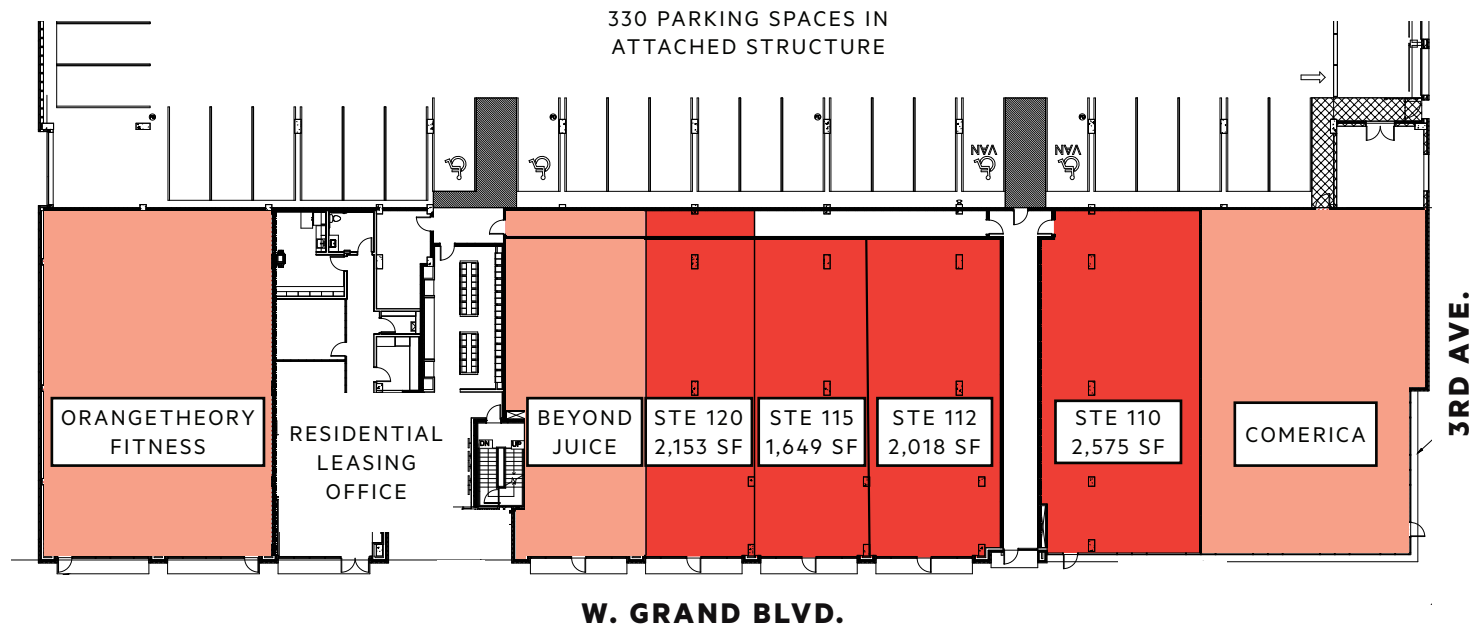 330 PARKING SPACES IN
ATTACHED STRUCTURE
VAN
VAN
ORANGETHEORY
FITNESS
RESIDENTIAL
LEASING
OFFICE
DN
UP
BEYOND
JUICE
STE 120
2,153 SF
STE 115
1,649 SF
STE 112
2,018 SF
STE 110
2,575 SF
COMERICA
3RD AVE.
W. GRAND BLVD.